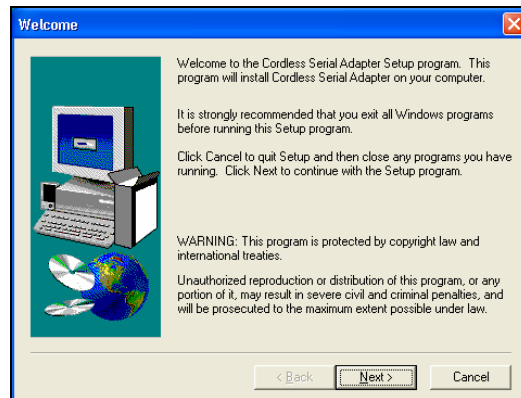 Welcome
Welcome to the Cordless Serial Adapter Setup program. This
program will install Cordless Serial Adapter on your computer.
It is strongly recommended that you exit all Windows programs
before running this Setup program.
Click Cancel to quit Setup and then close any programs you have
running. Click Next to continue with the Setup program.
WARNING: This program is protected by copyright law and
international treaties.
Unauthorized reproduction or distribution of this program, or any
portion of it, may result in severe civil and criminal penalties, and
will be prosecuted to the maximum extent possible under law.
< Back Next > Cancel